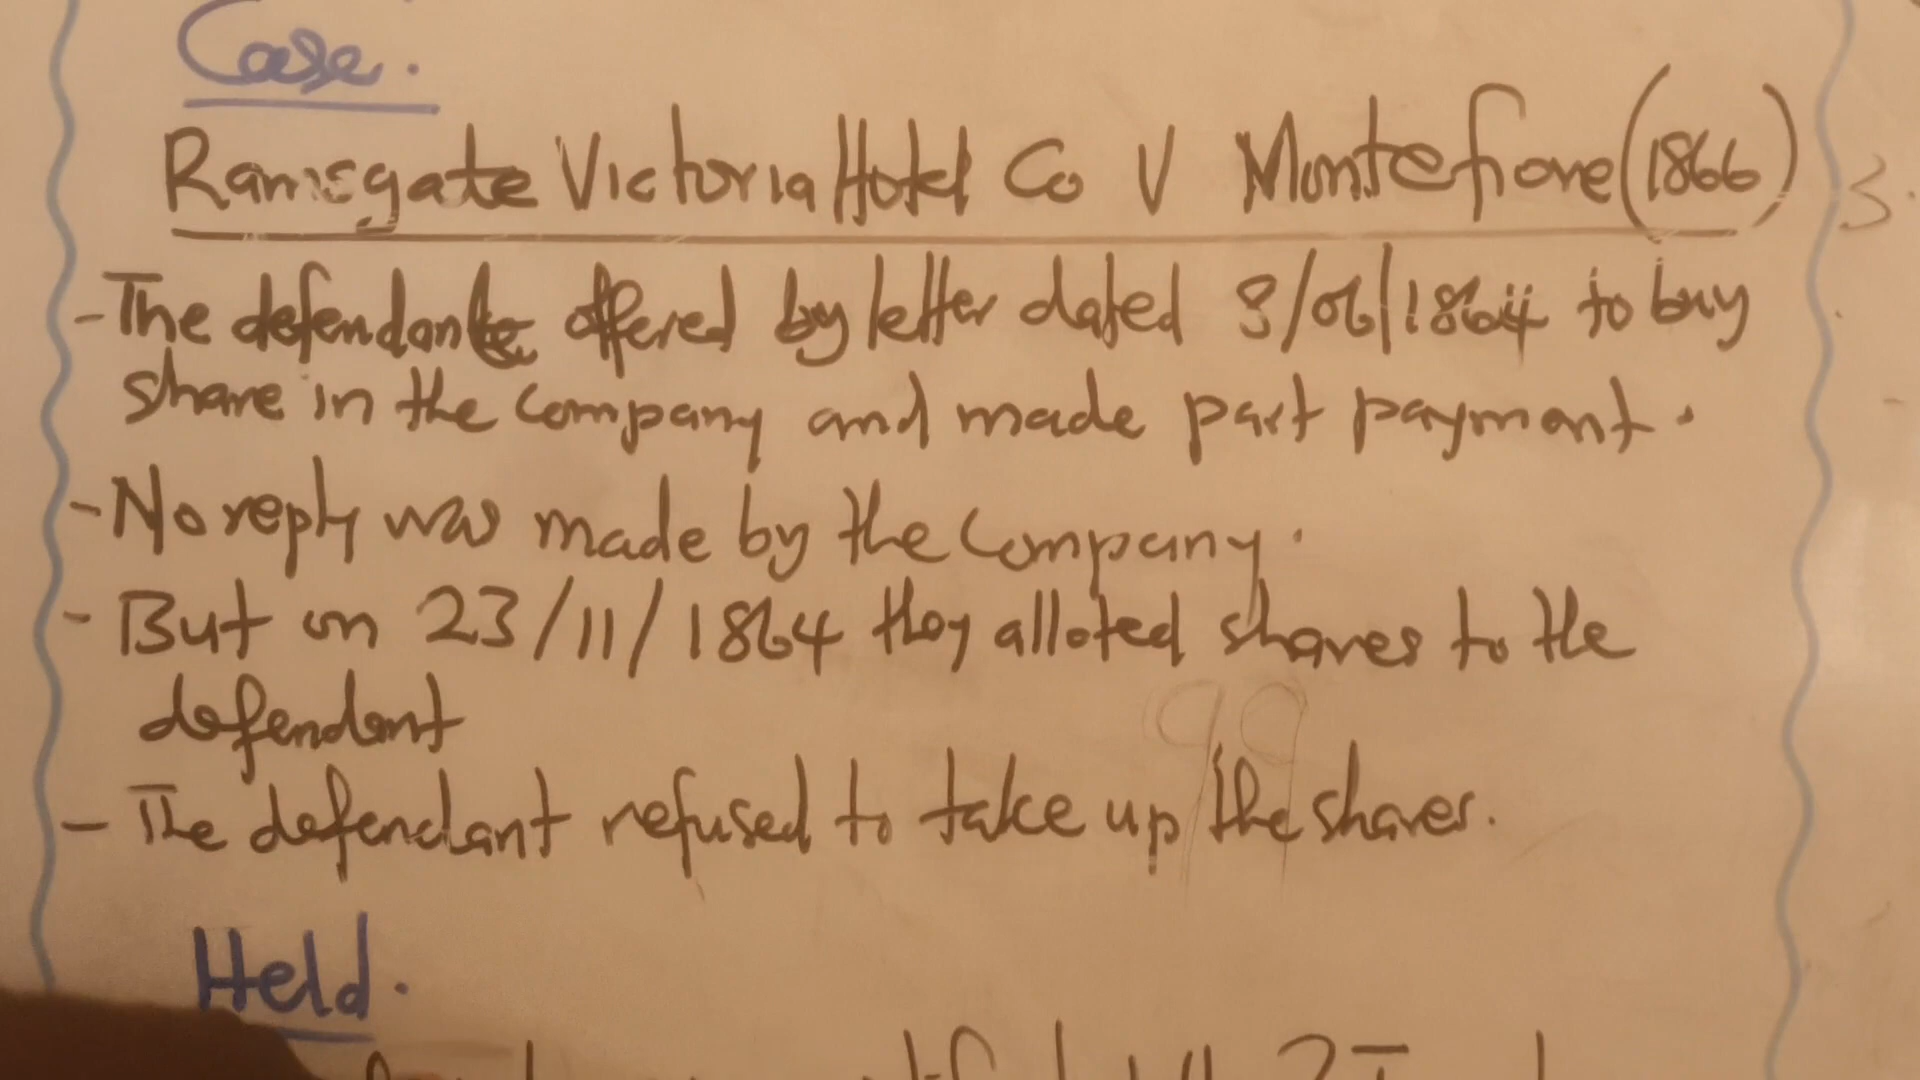 Case:
Ramsgate Victoria Hotel Co V Montefiore (1866)
- The defendant offered by letter dated 8/06/1864 to buy
share in the company and made part payment.
- No reply was made by the company.
- But on 23/11/1864 they alloted shares to the
defendant
- The defendant refused to take up the shares.
Held.